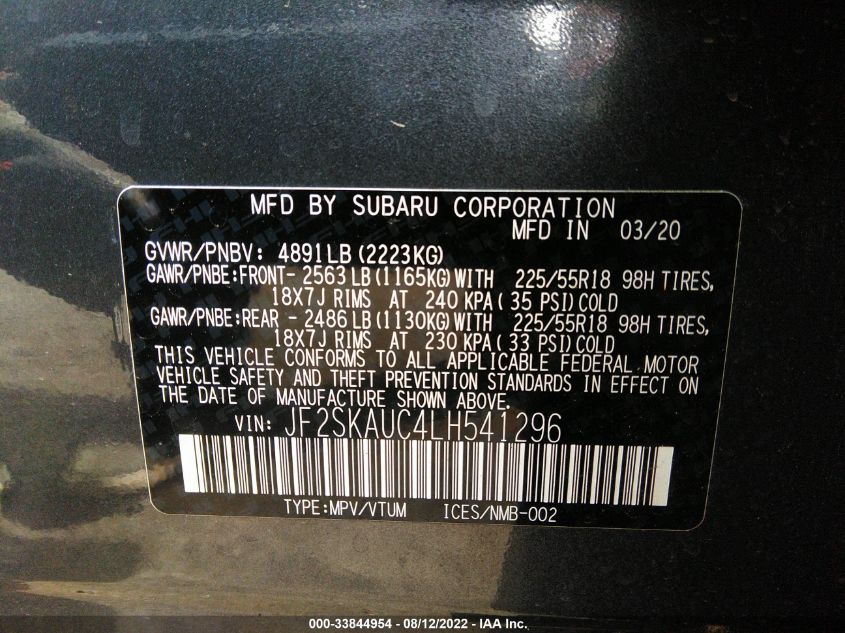 MFD BY SUBARU CORPORATION
MFD IN 03/20
GVWR/PNBV: 4891LB (2223KG)
GAWR/PNBE:FRONT- 2563LB(1165KG)WITH 225/55R18 98H TIRES,
18X7J RIMS AT 240 KPA(35 PSI)COLD
GAWR/PNBE:REAR - 2486LB(1130KG)WITH 225/55R18 98H TIRES,
18X7J RIMS AT 230 KPA(33 PSI)COLD
THIS VEHICLE CONFORMS TO ALL APPLICABLE FEDERAL MOTOR
VEHICLE SAFETY AND THEFT PREVENTION STANDARDS IN EFFECT ON
THE DATE OF MANUFACTURE SHOWN ABOVE.
VIN: JF2SKAUC4LH541296
TYPE:MPV/VTUM ICES/NMB-002
000-33844954 - 08/12/2022 - IAA Inc.